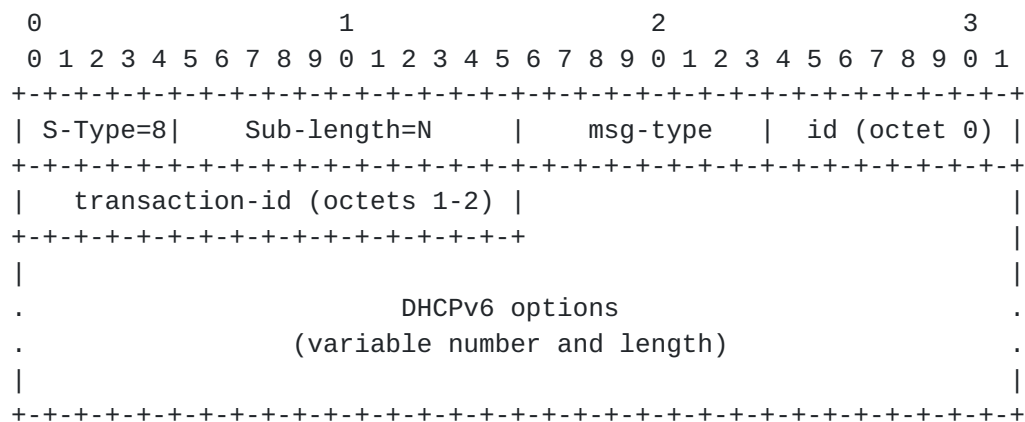 0                   1                   2                   3
 0 1 2 3 4 5 6 7 8 9 0 1 2 3 4 5 6 7 8 9 0 1 2 3 4 5 6 7 8 9 0 1
+-+-+-+-+-+-+-+-+-+-+-+-+-+-+-+-+-+-+-+-+-+-+-+-+-+-+-+-+-+-+-+-+
| S-Type=8|    Sub-length=N     |    msg-type   |  id (octet 0) |
+-+-+-+-+-+-+-+-+-+-+-+-+-+-+-+-+-+-+-+-+-+-+-+-+-+-+-+-+-+-+-+-+
|   transaction-id (octets 1-2) |                               |
+-+-+-+-+-+-+-+-+-+-+-+-+-+-+-+-+                               |
|                                                               |
.                        DHCPv6 options                         .
.                 (variable number and length)                  .
|                                                               |
+-+-+-+-+-+-+-+-+-+-+-+-+-+-+-+-+-+-+-+-+-+-+-+-+-+-+-+-+-+-+-+-+